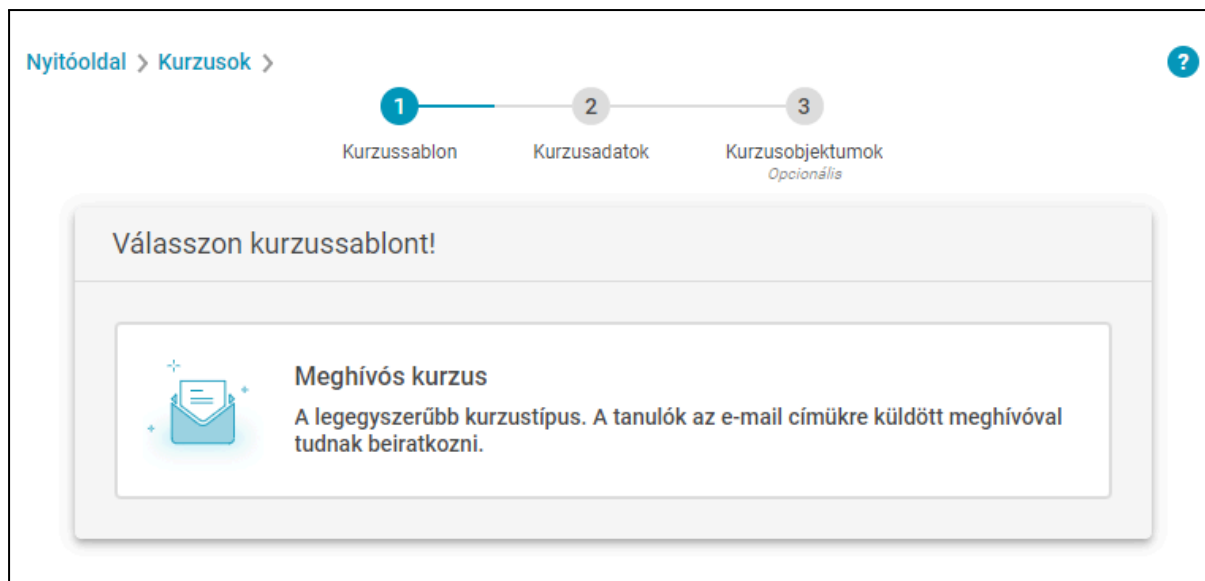 Nyitóoldal > Kurzusok >
?
1 2 3
Kurzussablon Kurzusadatok Kurzusobjektumok
Opcionális
Válasszon kurzussablont!
Meghívós kurzus
A legegyszerűbb kurzustípus. A tanulók az e-mail címükre küldött meghívóval
tudnak beiratkozni.